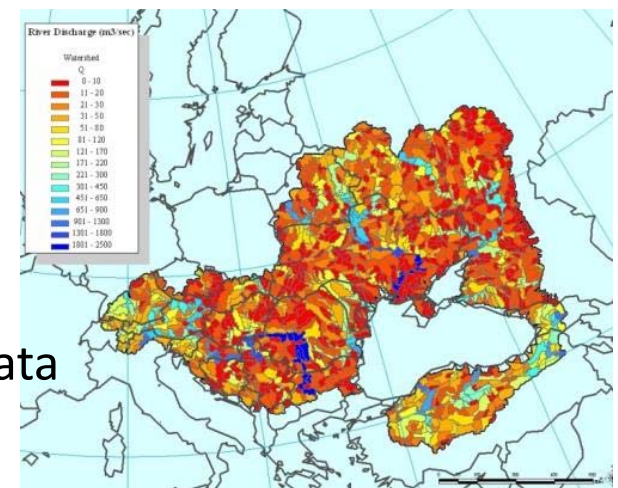 River Discharge (m3/sec)
Watershed
Q
0 - 10
11 - 20
21 - 30
31 - 50
51 - 80
81 - 120
121 - 170
171 - 220
221 - 300
301 - 450
451 - 650
651 - 900
901 - 1300
1301 - 1800
1801 - 2500
ata